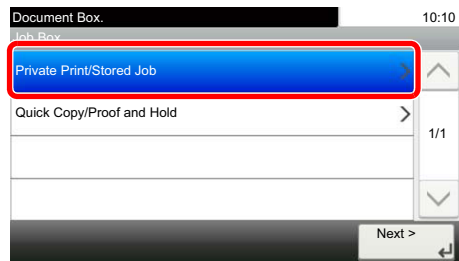 Document Box.
10:10
Job Box
Private Print/Stored Job
Quick Copy/Proof and Hold
1/1
Next >